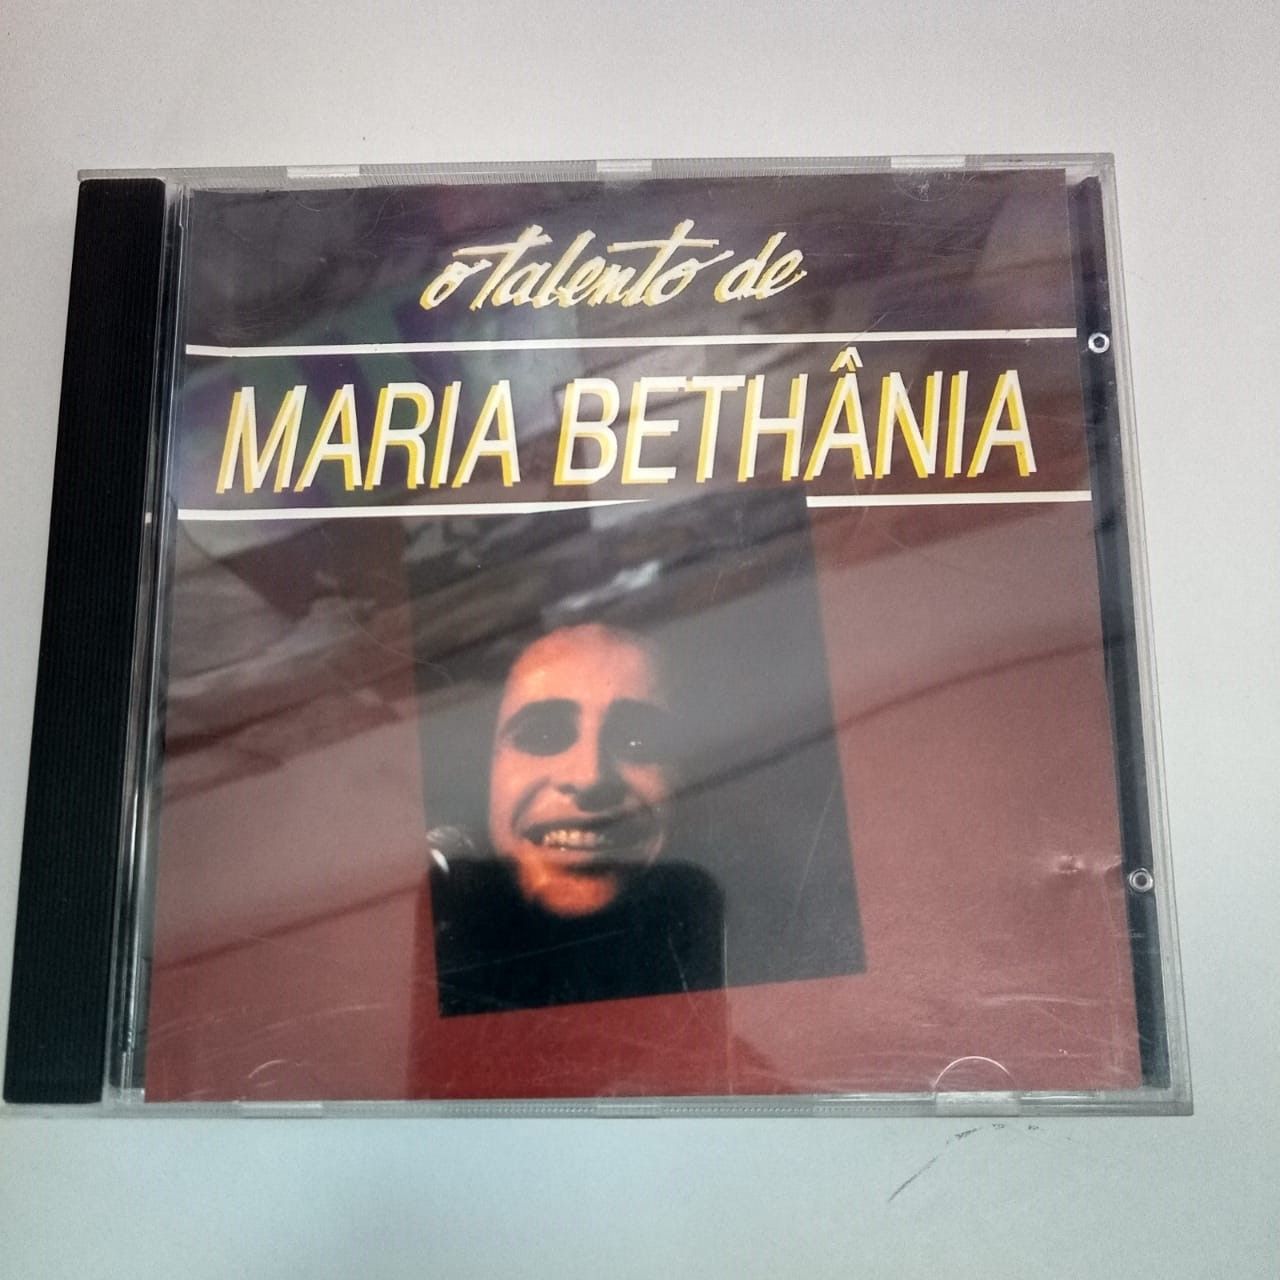 o talento de
MARIA BETHÂNIA